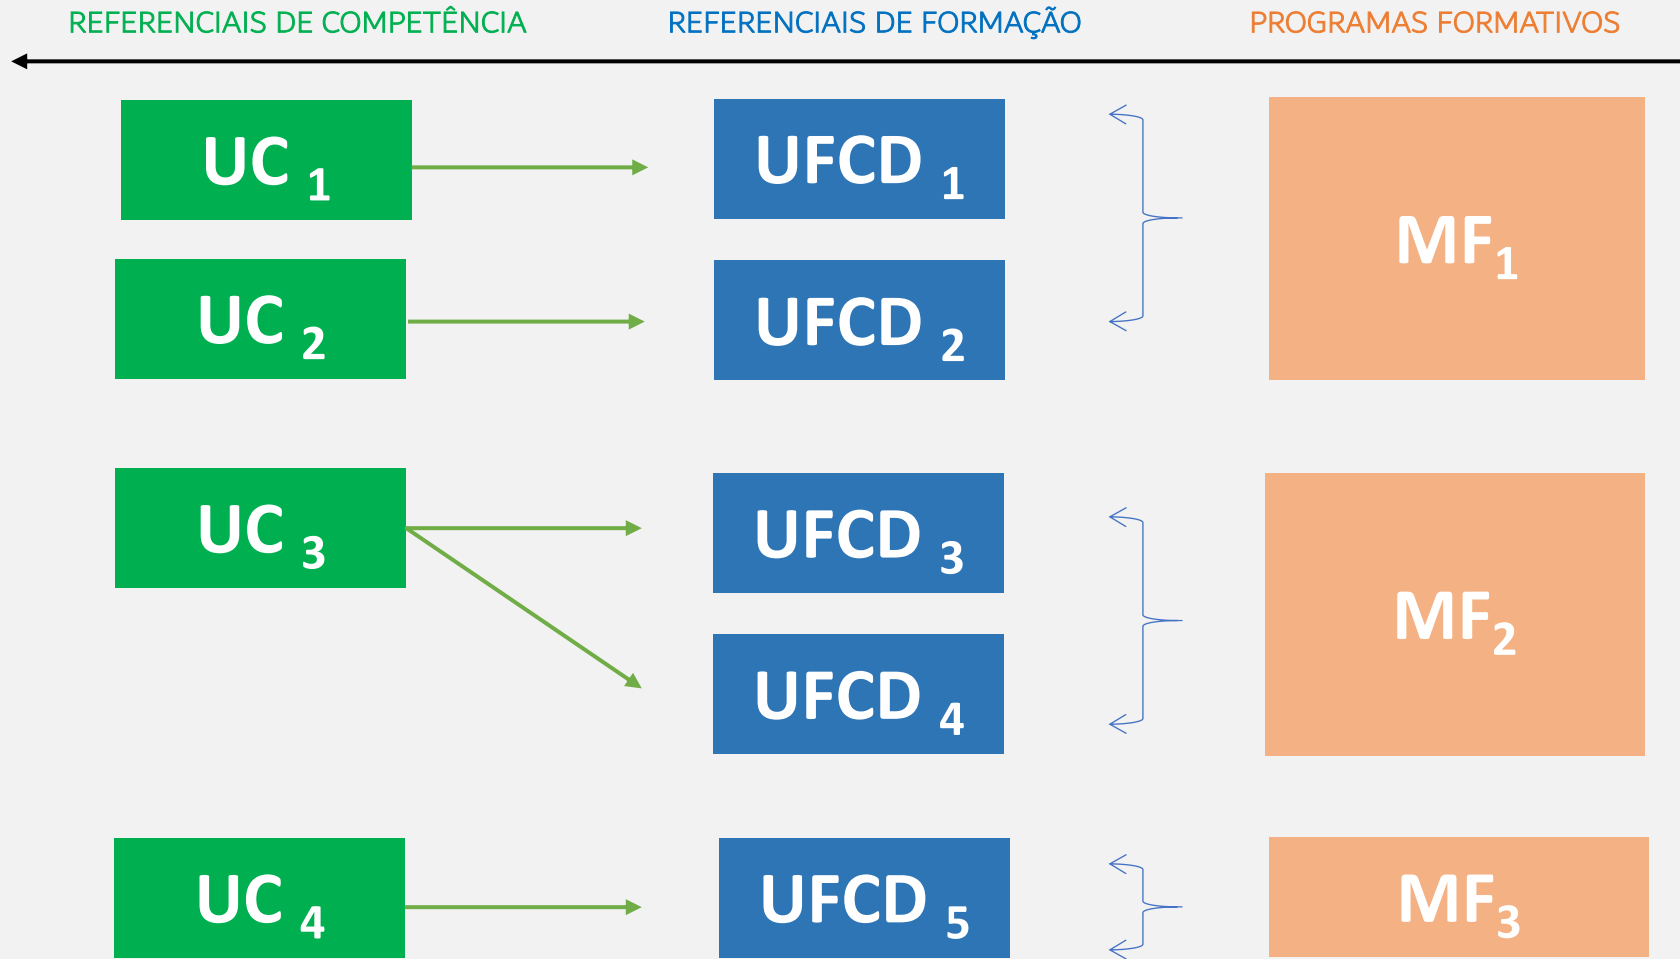 REFERENCIAIS DE COMPETÊNCIA
REFERENCIAIS DE FORMAÇÃO
PROGRAMAS FORMATIVOS
UC 1
UFCD 1
MF1
UC 2
UFCD 2
UC 3
UFCD 3
MF2
UFCD 4
UC 4
UFCD 5
MF3